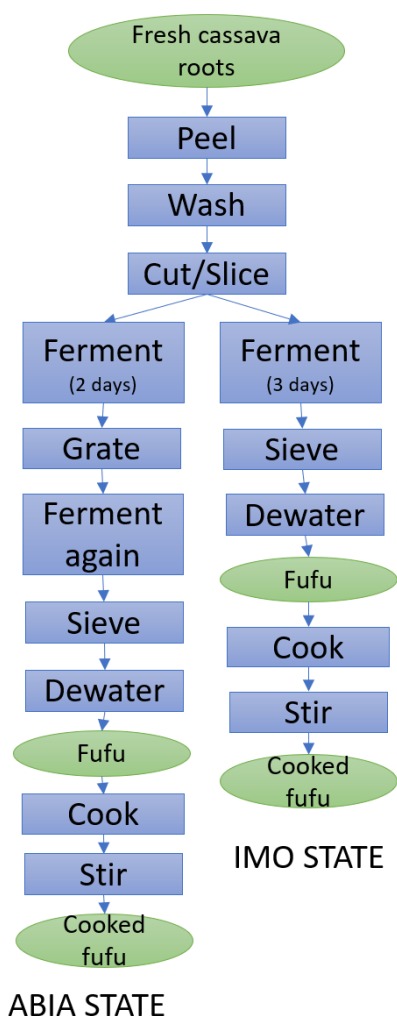 Fresh cassava
roots
Peel
Wash
Cut/Slice
Ferment
(2 days)
Grate
Ferment
again
Sieve
Dewater
Fufu
Cook
Stir
Cooked
fufu
ABIA STATE
Ferment
(3 days)
Sieve
Dewater
Fufu
Cook
Stir
Cooked
fufu
IMO STATE